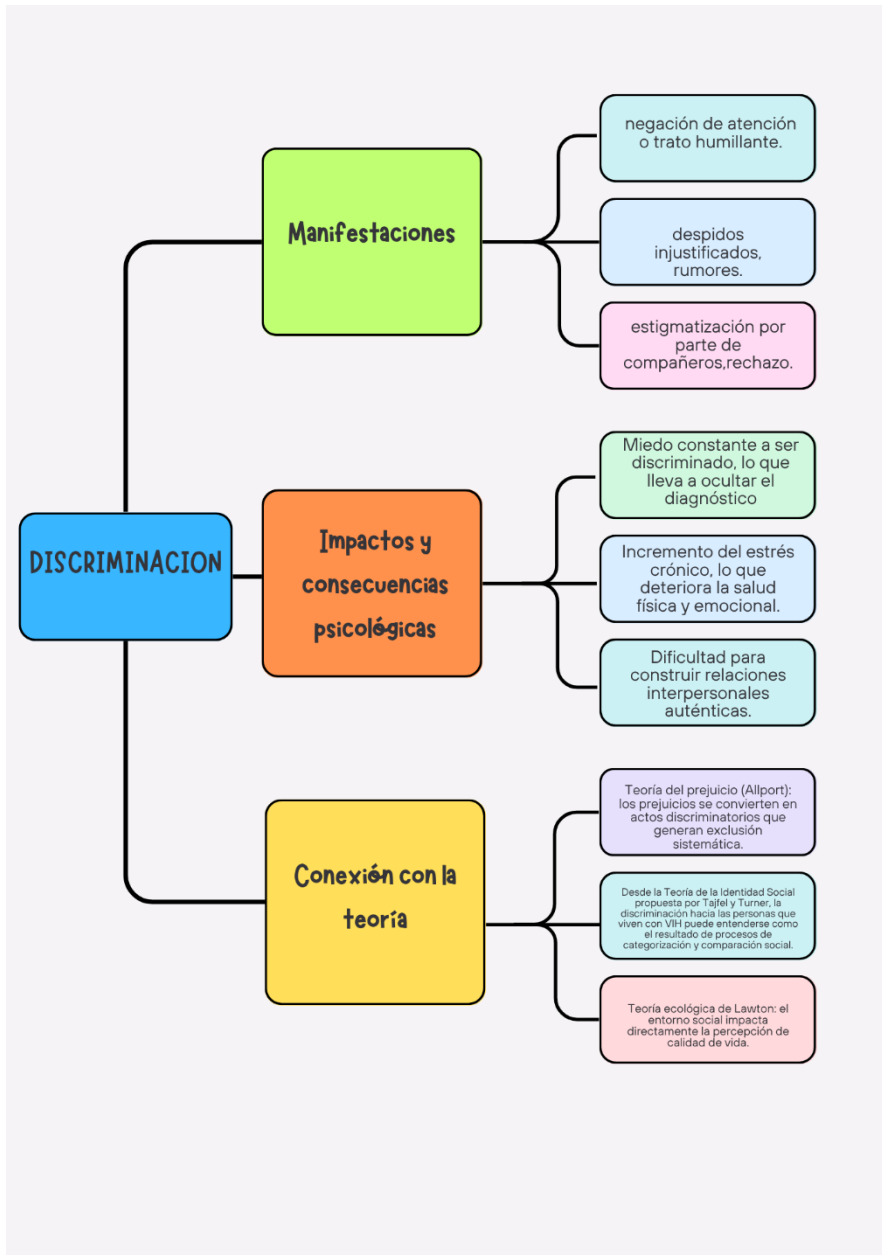 DISCRIMINACION
Manifestaciones
negación de atención
o trato humillante.
despidos
injustificados,
rumores.
estigmatización por
parte de
compañeros,rechazo.
Impactos y
consecuencias
psicológicas
Miedo constante a ser
discriminado, lo que
lleva a ocultar el
diagnóstico
Incremento del estrés
crónico, lo que
deteriora la salud
física y emocional.
Dificultad para
construir relaciones
interpersonales
auténticas.
Conexión con la
teoría
Teoría del prejuicio (Allport):
los prejuicios se convierten en
actos discriminatorios que
generan exclusión
sistemática.
Desde la Teoría de la Identidad Social
propuesta por Tajfel y Turner, la
discriminación hacia las personas que
viven con VIH puede entenderse como
el resultado de procesos de
categorización y comparación social.
Teoría ecológica de Lawton: el
entorno social impacta
directamente la percepción de
calidad de vida.